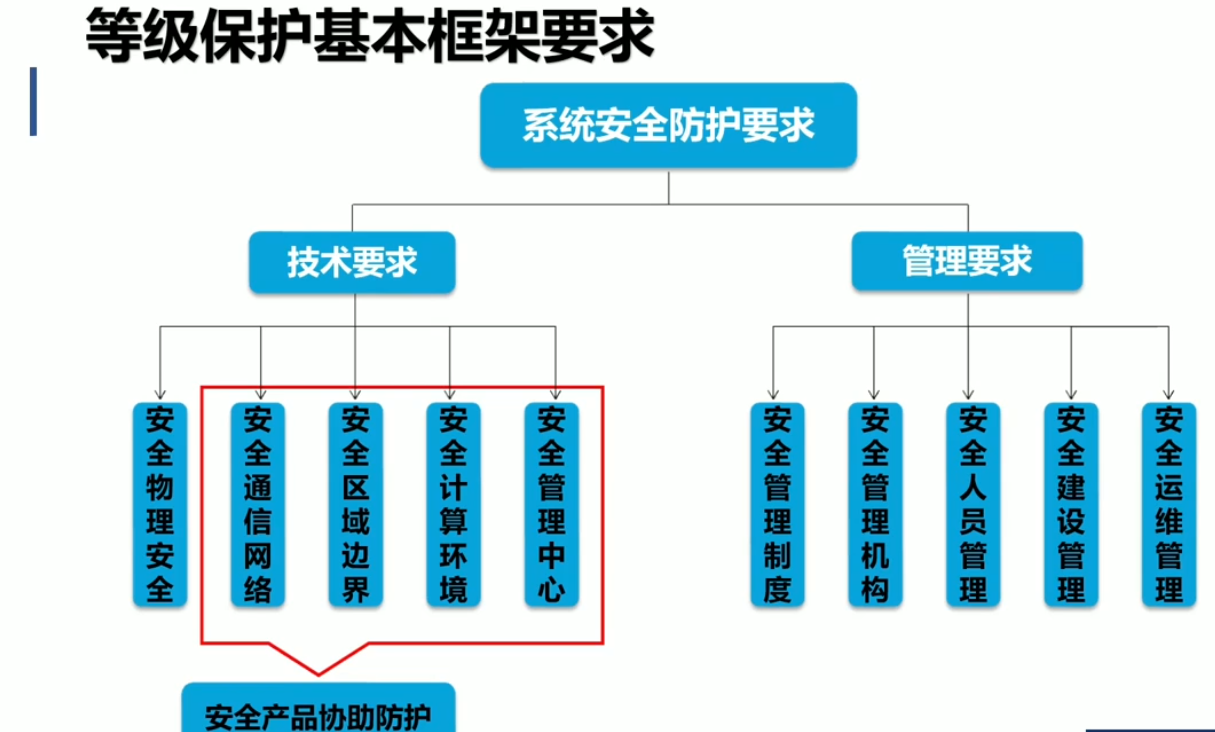 等级保护基本框架要求
系统安全防护要求
技术要求
管理要求
安全物理安全
安全通信网络
安全区域边界
安全计算环境
安全管理中心
安全管理制度
安全管理机构
安全人员管理
安全建设管理
安全运维管理
安全产品协助防护